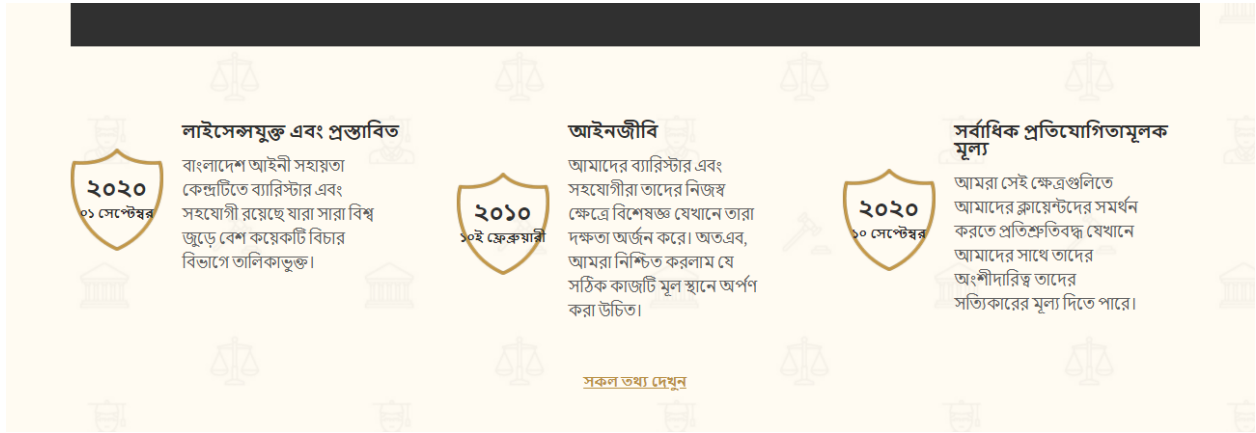 লাইসেন্সযুক্ত এবং প্রস্তাবিত
২০২০
০১ সেপ্টেম্বর
বাংলাদেশ আইনী সহায়তা
কেন্দ্রটিতে ব্যারিস্টার এবং
সহযোগী রয়েছে যারা সারা বিশ্ব
জুড়ে বেশ কয়েকটি বিচার
বিভাগে তালিকাভুক্ত।
আইনজীবি
২০১০
১০ই ফেব্রুয়ারী
আমাদের ব্যারিস্টার এবং
সহযোগীরা তাদের নিজস্ব
ক্ষেত্রে বিশেষজ্ঞ যেখানে তারা
দক্ষতা অর্জন করে। অতএব,
আমরা নিশ্চিত করলাম যে
সঠিক কাজটি মূল স্থানে অর্পণ
করা উচিত।
সর্বাধিক প্রতিযোগিতামূলক
মূল্য
২০২০
১০ সেপ্টেম্বর
আমরা সেই ক্ষেত্রগুলিতে
আমাদের ক্লায়েন্টদের সমর্থন
করতে প্রতিশ্রুতিবদ্ধ যেখানে
আমাদের সাথে তাদের
অংশীদারিত্ব তাদের
সত্যিকারের মূল্য দিতে পারে।
সকল তথ্য দেখুন